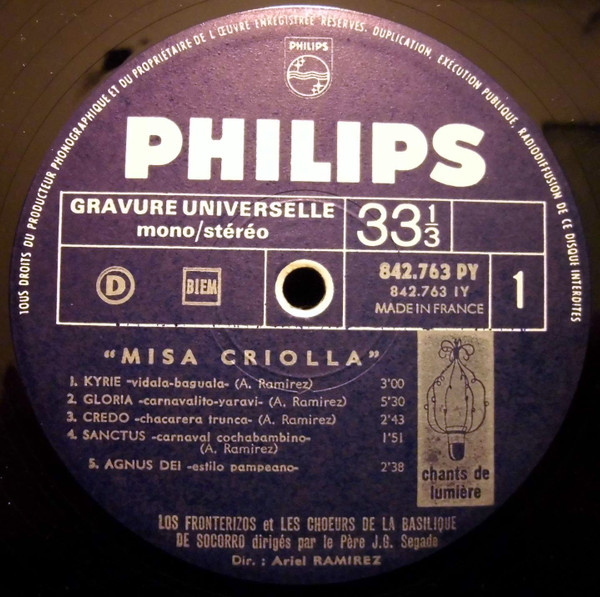 TOUS DROITS DU PRODUCTEUR PHONOGRAPHIQUE ET DU PROPRIÉTAIRE DE L'ŒUVRE ENREGISTRÉE RÉSERVÉS. DUPLICATION, EXÉCUTION PUBLIQUE, RADIODIFFUSION DE CE DISQUE INTERDITES
PHILIPS
PHILIPS
GRAVURE UNIVERSELLE
mono/stéréo
33 1/3
D
BIEM
842.763 PY
842.763 IY
MADE IN FRANCE
1
"MISA CRIOLLA"
1. KYRIE -vidala-baguala- (A. Ramirez) 3'00
2. GLORIA -carnavalito-yaravi- (A. Ramirez) 5'30
3. CREDO -chacarera trunca- (A. Ramirez) 2'43
4. SANCTUS -carnaval cochabambino- 1'51
(A. Ramirez)
5. AGNUS DEI -estilo pampeano- 2'38
chants de
lumière
LOS FRONTERIZOS et LES CHOEURS DE LA BASILIQUE
DE SOCORRO dirigés par le Père J.G. Segade
Dir. : Ariel RAMIREZ